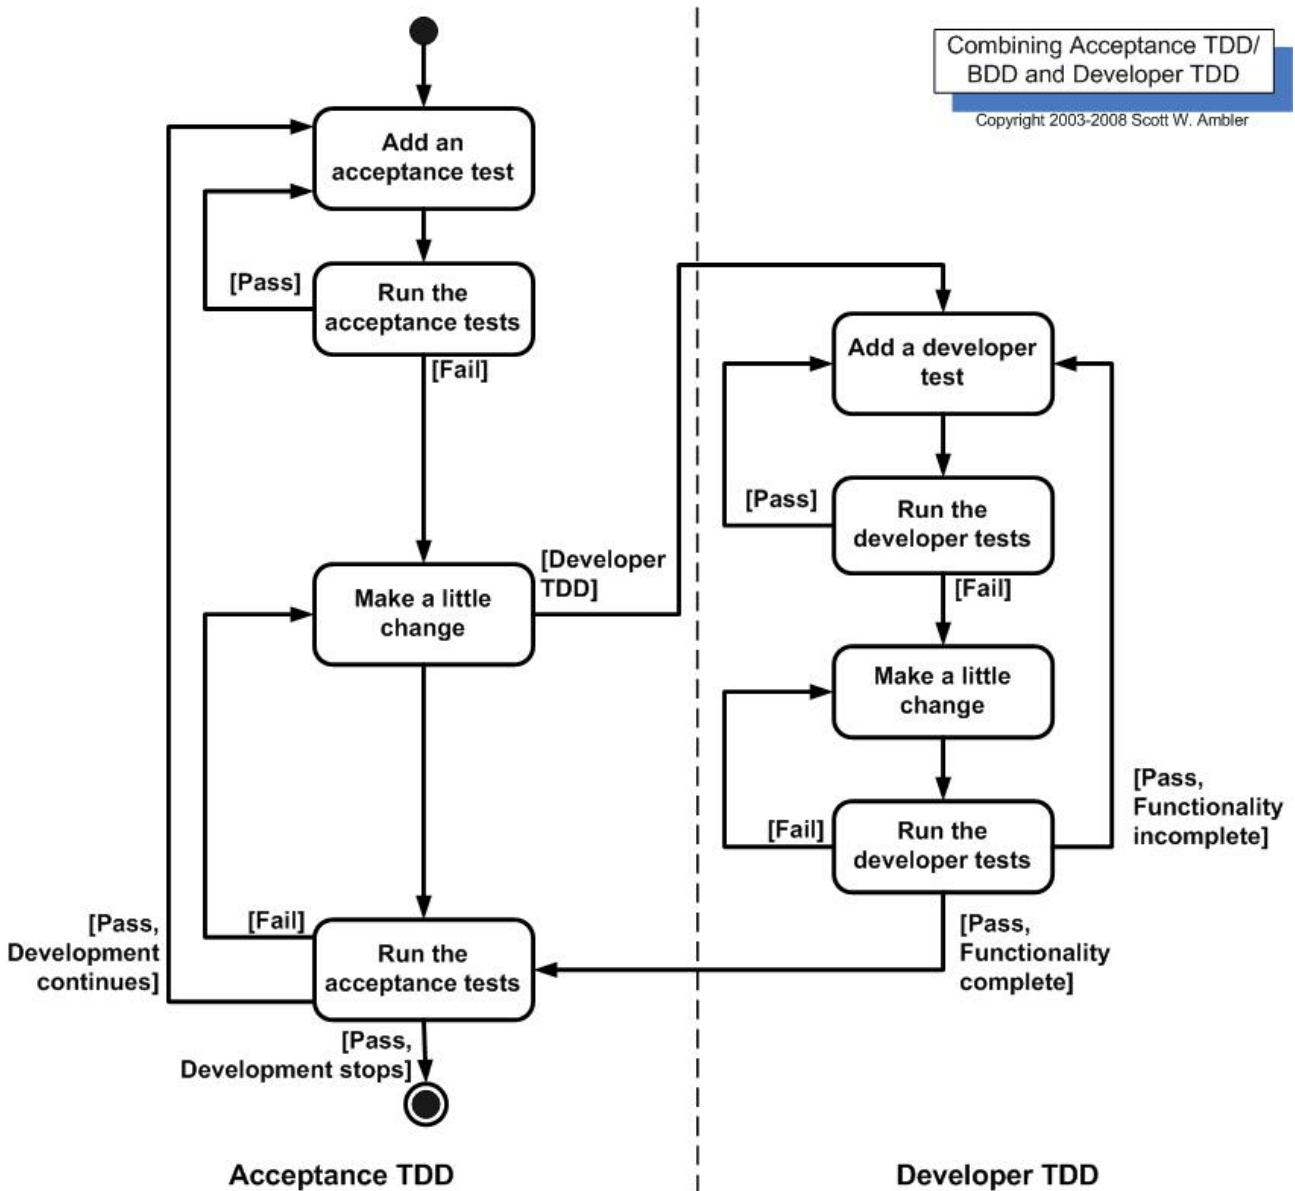 Combining Acceptance TDD/
BDD and Developer TDD
Copyright 2003-2008 Scott W. Ambler
Add an
acceptance test
[Pass]
Run the
acceptance tests
[Fail]
Make a little
change
[Developer
TDD]
[Fail]
[Pass,
Development
continues]
Run the
acceptance tests
[Pass,
Development stops]
Acceptance TDD
Add a developer
test
[Pass]
Run the
developer tests
[Fail]
Make a little
change
[Fail]
Run the
developer tests
[Pass,
Functionality
incomplete]
[Pass,
Functionality
complete]
Developer TDD